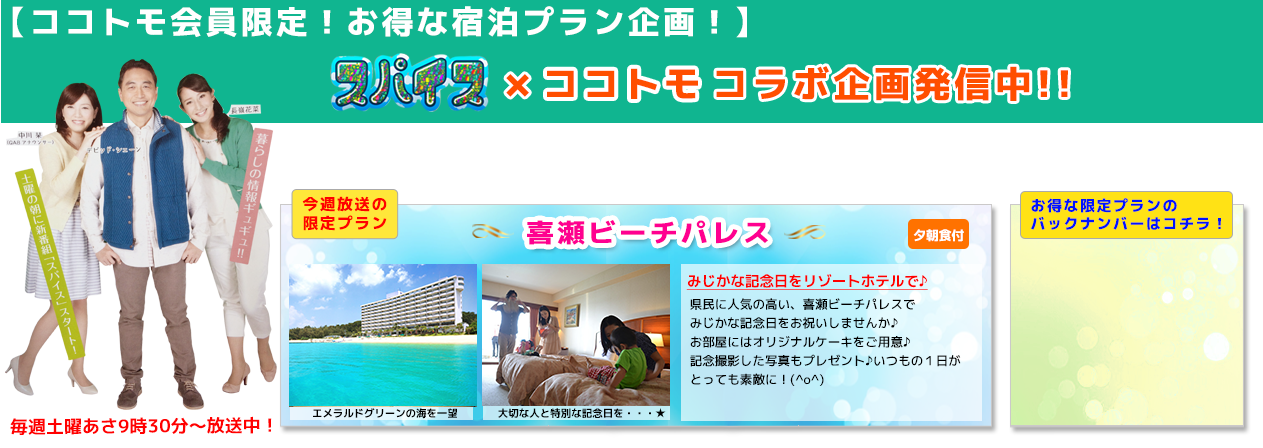 【ココトモ会員限定！お得な宿泊プラン企画！】
スパイス × ココトモ コラボ企画発信中!!
中川 栞
(QABアナウンサー)
デビッド・シェーン
長嶺花菜
土曜の朝に新番組「スパイス」スタート！
暮らしの情報ギュギュ!!
毎週土曜あさ9時30分〜放送中！
今週放送の
限定プラン
喜瀬ビーチパレス
夕朝食付
エメラルドグリーンの海を一望
大切な人と特別な記念日を・・・★
みじかな記念日をリゾートホテルで♪
県民に人気の高い、喜瀬ビーチパレスで
みじかな記念日をお祝いしませんか♪
お部屋にはオリジナルケーキをご用意♪
記念撮影した写真もプレゼント♪いつもの１日が
とっても素敵に！(^o^)
お得な限定プランの
バックナンバーはコチラ！